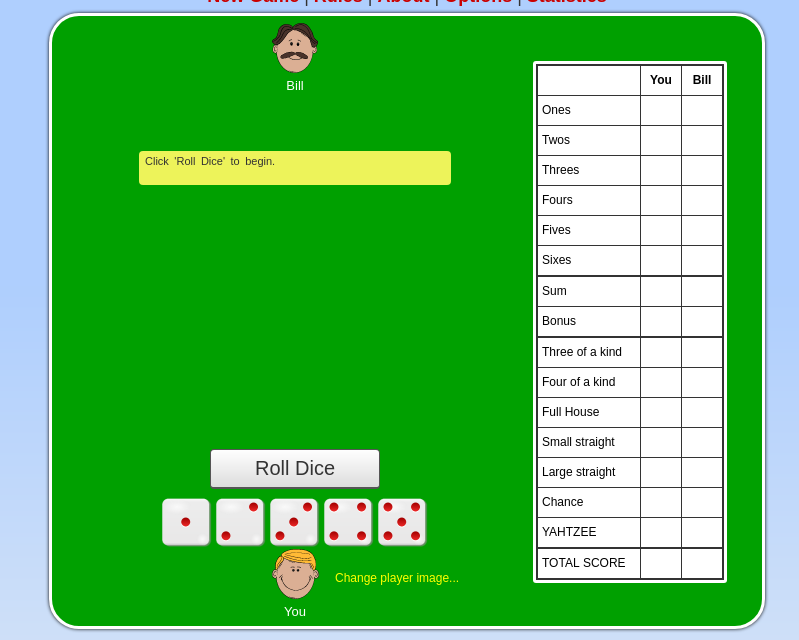 New Game | Rules | About | Options | Statistics
Bill
Click 'Roll Dice' to begin.
Roll Dice
Change player image...
You
You Bill
Ones
Twos
Threes
Fours
Fives
Sixes
Sum
Bonus
Three of a kind
Four of a kind
Full House
Small straight
Large straight
Chance
YAHTZEE
TOTAL SCORE